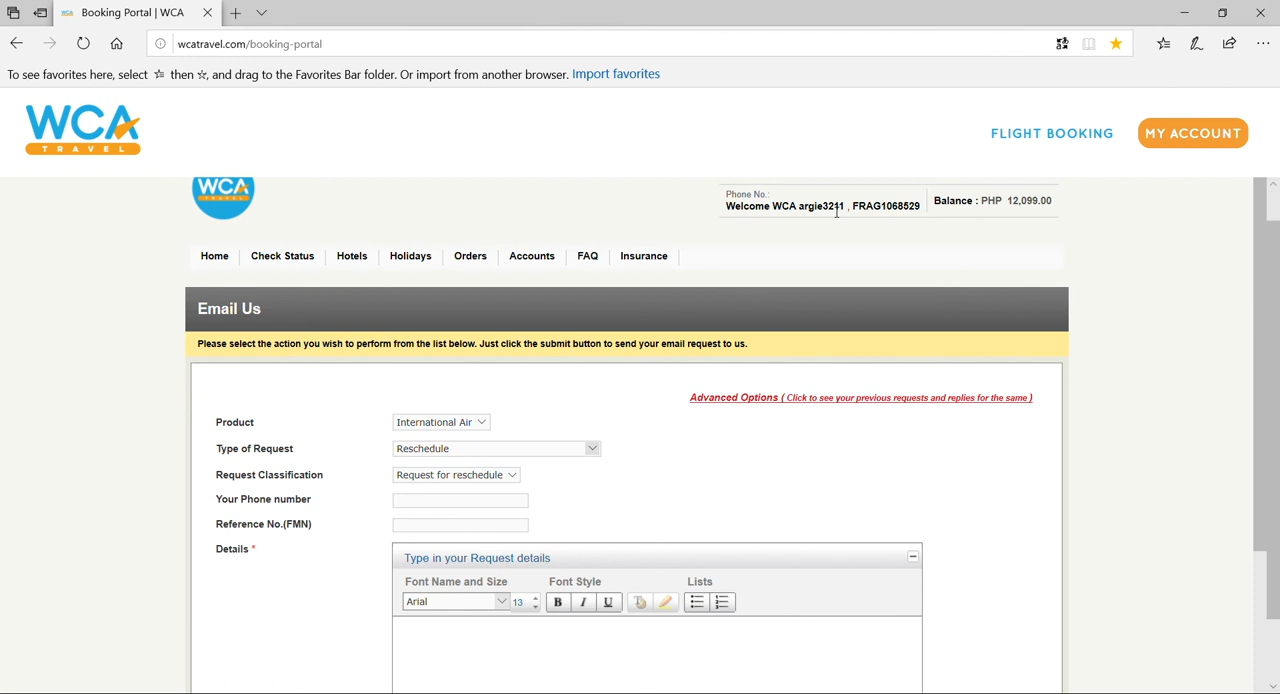 Booking Portal | WCA
wcatravel.com/booking-portal
To see favorites here, select then, and drag to the Favorites Bar folder. Or import from another browser. Import favorites
WCA
TRAVEL
FLIGHT BOOKING
MY ACCOUNT
WCA
TRAVEL
Phone No.:
Welcome WCA argie3211 , FRAG1068529
Balance : PHP 12,099.00
Home
Check Status
Hotels
Holidays
Orders
Accounts
FAQ
Insurance
Email Us
Please select the action you wish to perform from the list below. Just click the submit button to send your email request to us.
Advanced Options ( Click to see your previous requests and replies for the same )
Product
International Air
Type of Request
Reschedule
Request Classification
Request for reschedule
Your Phone number
Reference No.(FMN)
Details *
Type in your Request details
Font Name and Size
Font Style
Lists
Arial
13
B
I
U